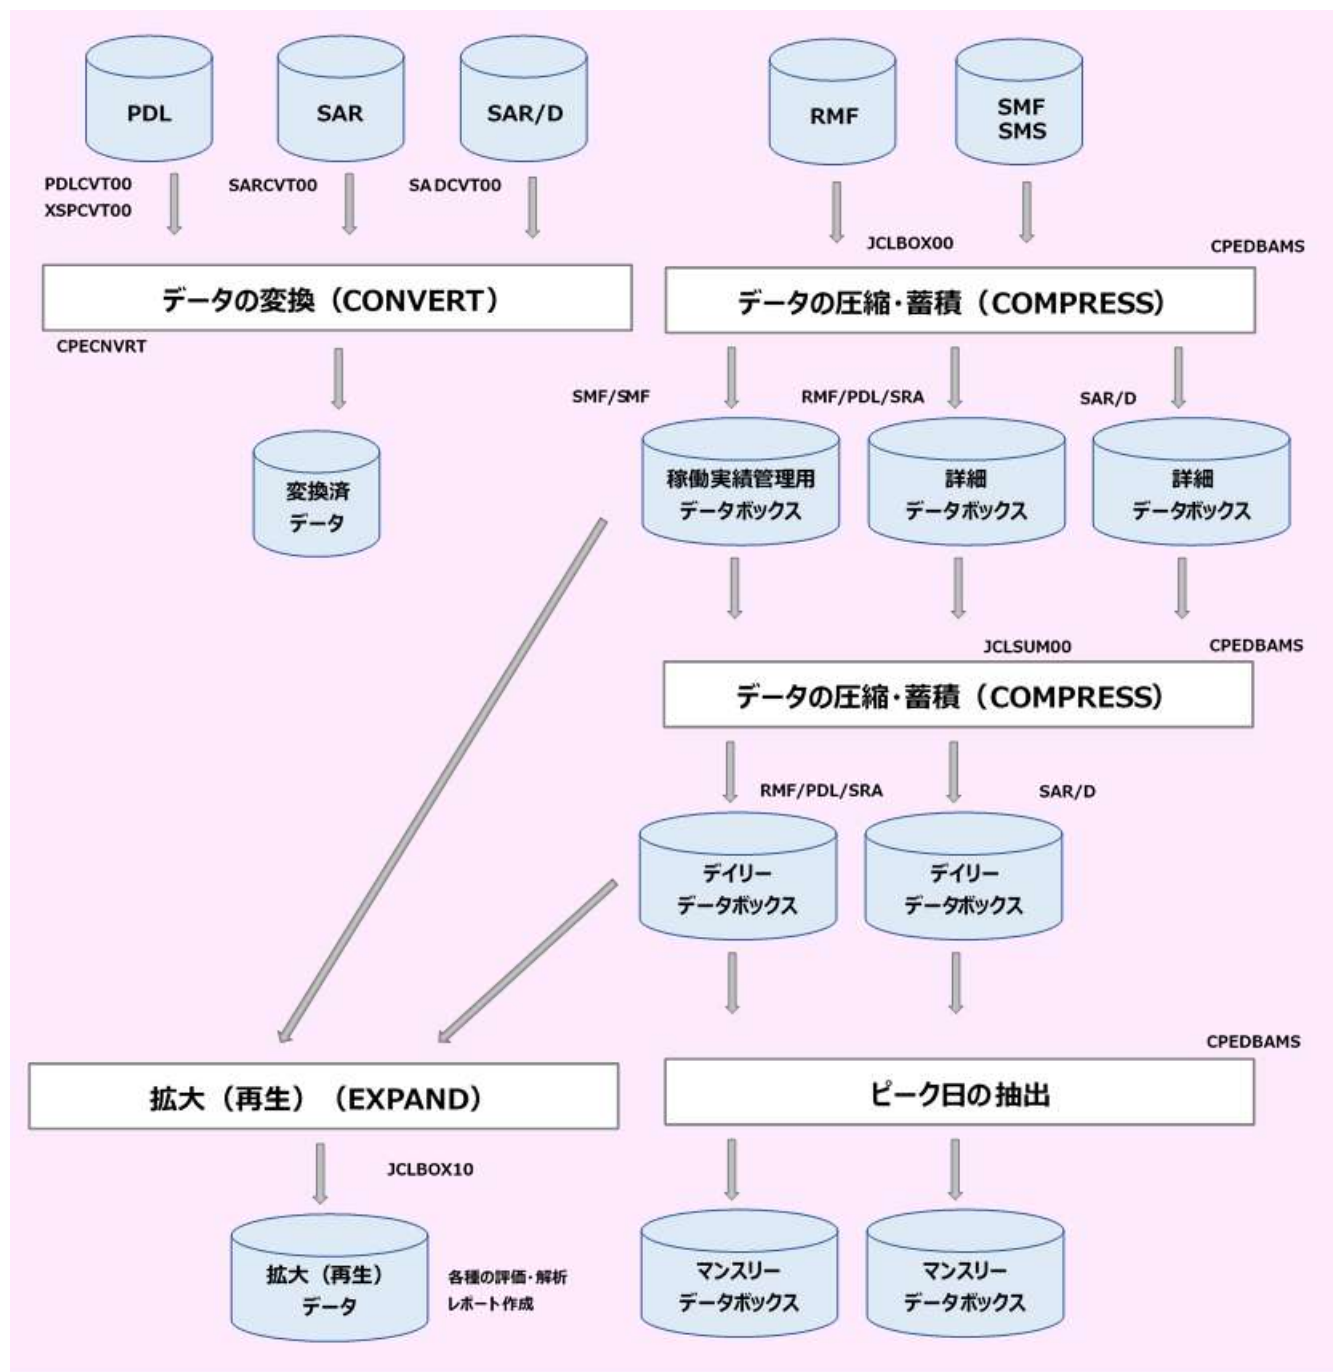 PDL
SAR
SAR/D
RMF
SMF
SMS
PDLCVT00
XSPCVT00
SARCVT00
SADCVT00
JCLBOX00
CPEDBAMS
データの変換（CONVERT）
データの圧縮・蓄積（COMPRESS）
CPECNVRT
SMF/SMF
RMF/PDL/SRA
SAR/D
変換済
データ
稼働実績管理用
データボックス
詳細
データボックス
詳細
データボックス
JCLSUM00
CPEDBAMS
データの圧縮・蓄積（COMPRESS）
RMF/PDL/SRA
SAR/D
デイリー
データボックス
デイリー
データボックス
CPEDBAMS
拡大（再生）（EXPAND）
ピーク日の抽出
JCLBOX10
拡大（再生）
データ
各種の評価・解析
レポート作成
マンスリー
データボックス
マンスリー
データボックス